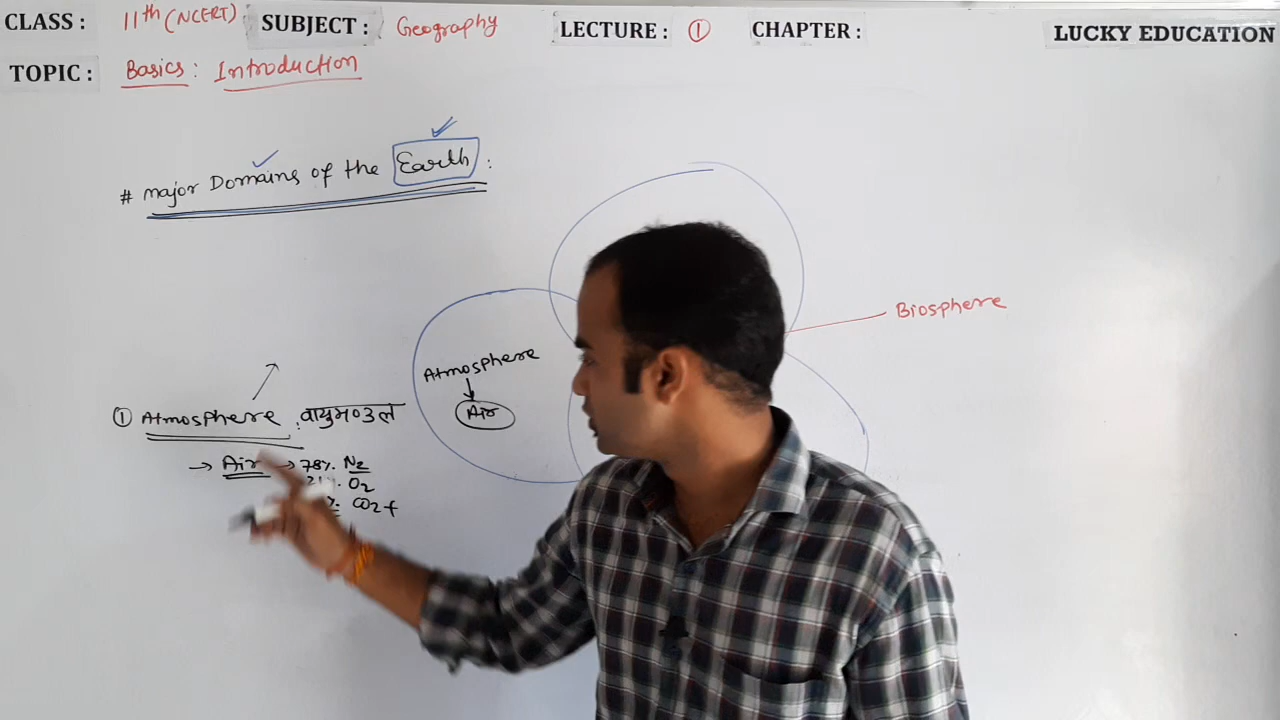 CLASS : 11th (NCERT) SUBJECT : Geography LECTURE : ① CHAPTER : LUCKY EDUCATION
TOPIC : Basics : Introduction
# Major Domains of the Earth :
Biosphere
Atmosphere
Air
① Atmosphere : वायुमण्डल
→ Air → 78% N2
21% O2
% CO2 +